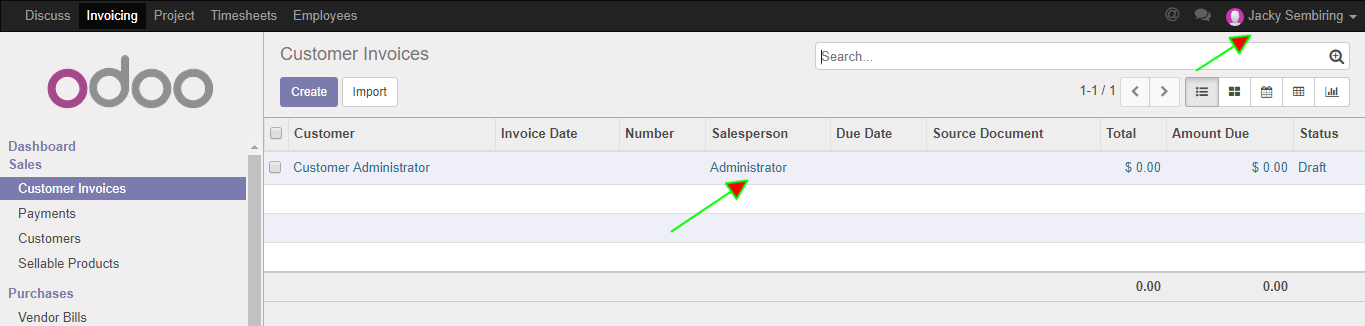 Discuss Invoicing Project Timesheets Employees @ Jacky Sembiring
odoo
Customer Invoices
Search...
Create Import
1-1 / 1
Dashboard
Sales
Customer Invoices
Payments
Customers
Sellable Products
Purchases
Vendor Bills
Customer Invoice Date Number Salesperson Due Date Source Document Total Amount Due Status
Customer Administrator Administrator $ 0.00 $ 0.00 Draft
0.00 0.00